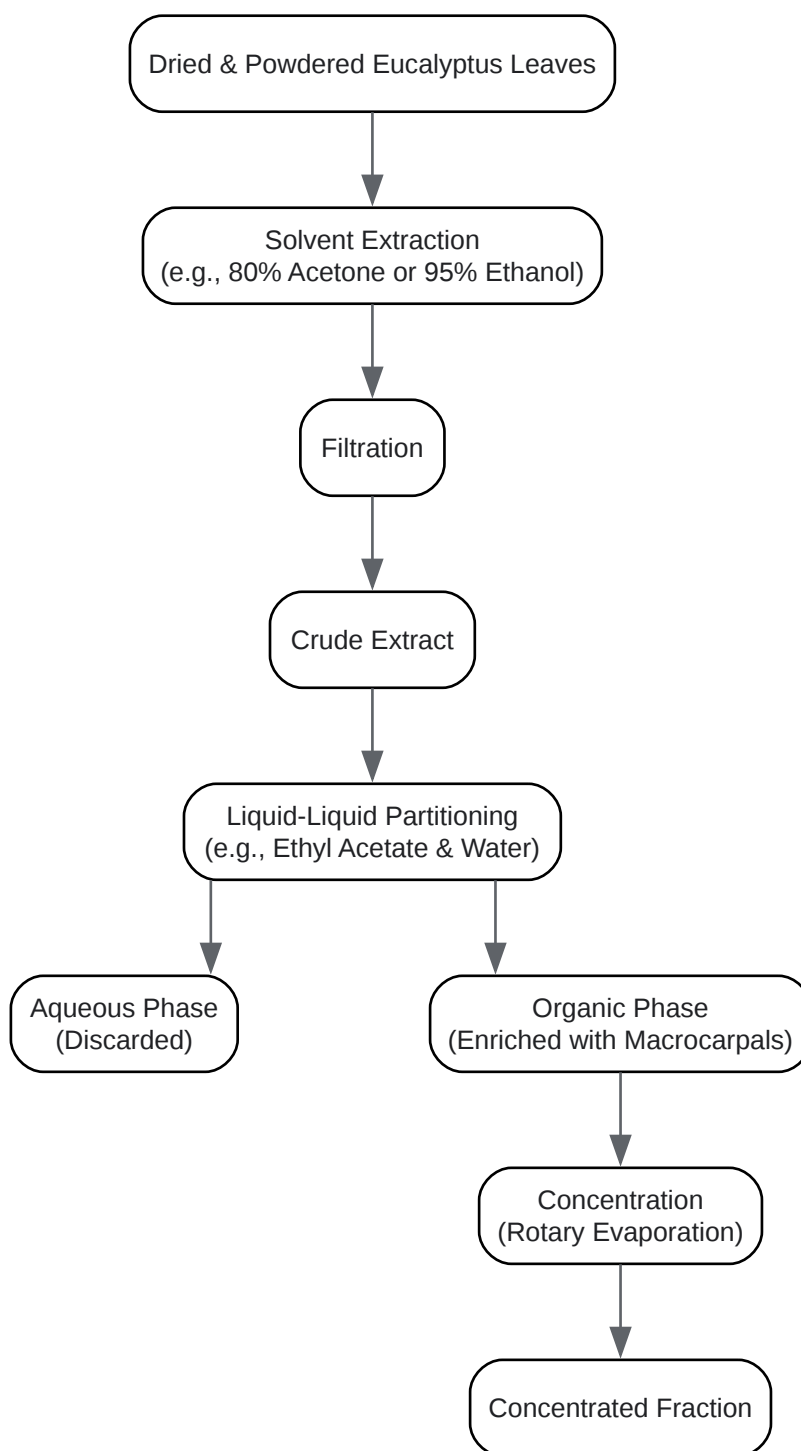 Dried & Powdered Eucalyptus Leaves
Solvent Extraction
(e.g., 80% Acetone or 95% Ethanol)
Filtration
Crude Extract
Liquid-Liquid Partitioning
(e.g., Ethyl Acetate & Water)
Aqueous Phase
(Discarded)
Organic Phase
(Enriched with Macrocarpals)
Concentration
(Rotary Evaporation)
Concentrated Fraction